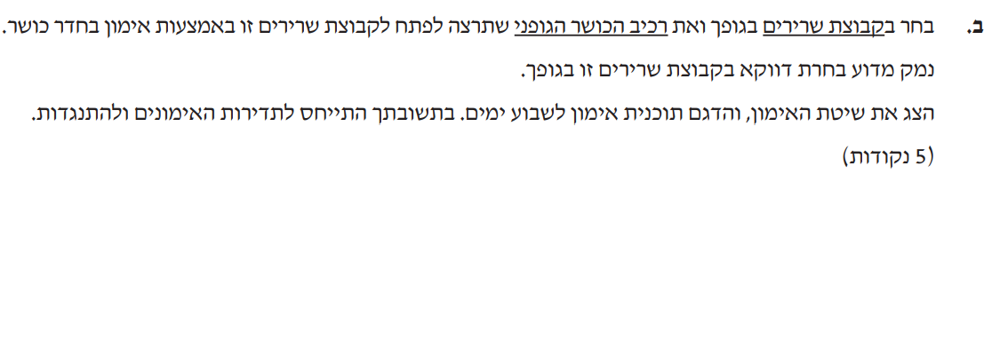 ב. בחר בקבוצת שרירים בגופך ואת רכיב הכושר הגופני שתרצה לפתח לקבוצת שרירים זו באמצעות אימון בחדר כושר.
נמק מדוע בחרת דווקא בקבוצת שרירים זו בגופך.
הצג את שיטת האימון, והדגם תוכנית אימון לשבוע ימים. בתשובתך התייחס לתדירות האימונים ולהתנגדות.
(5 נקודות)